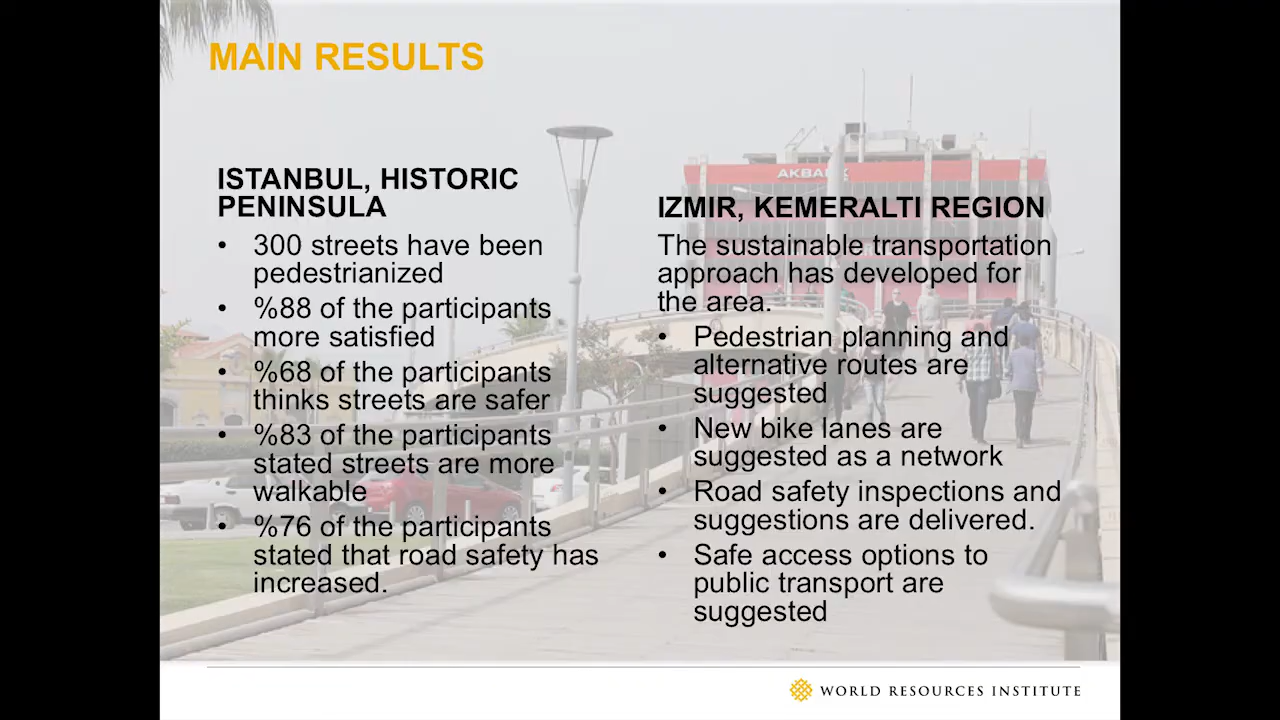 MAIN RESULTS
ISTANBUL, HISTORIC
PENINSULA
• 300 streets have been
pedestrianized
• %88 of the participants
more satisfied
• %68 of the participants
thinks streets are safer
• %83 of the participants
stated streets are more
walkable
• %76 of the participants
stated that road safety has
increased.
AKBANK
IZMIR, KEMERALTI REGION
The sustainable transportation
approach has developed for
the area.
• Pedestrian planning and
alternative routes are
suggested
• New bike lanes are
suggested as a network
• Road safety inspections and
suggestions are delivered.
• Safe access options to
public transport are
suggested
WORLD RESOURCES INSTITUTE